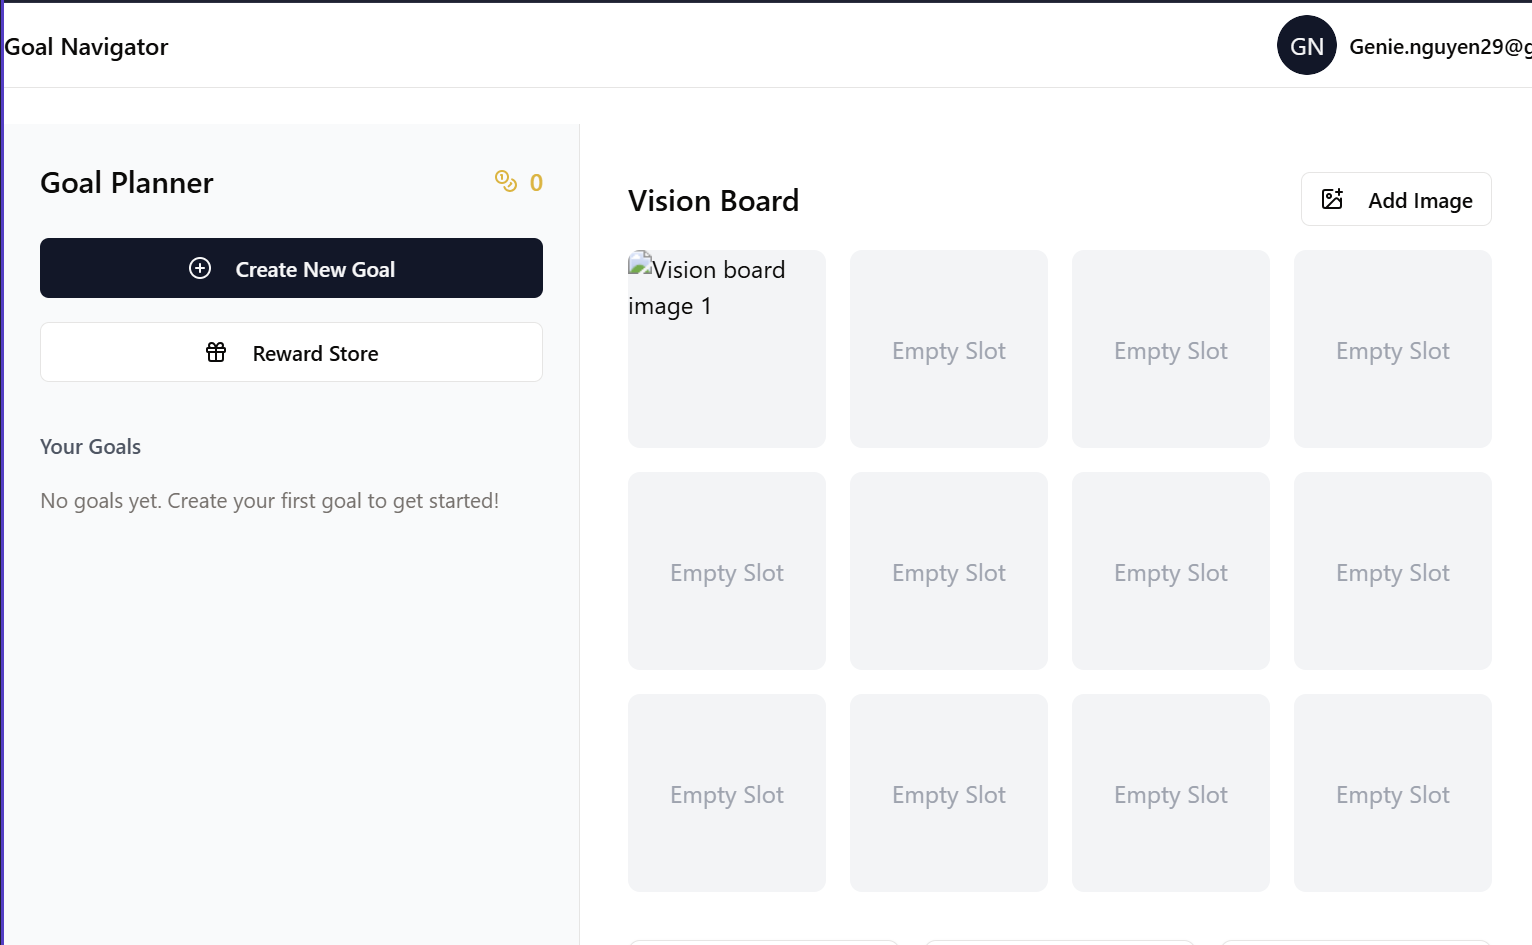 Goal Navigator
GN
Genie.nguyen29@g
Goal Planner
0
Create New Goal
Reward Store
Your Goals
No goals yet. Create your first goal to get started!
Vision Board
Add Image
Vision board
image 1
Empty Slot
Empty Slot
Empty Slot
Empty Slot
Empty Slot
Empty Slot
Empty Slot
Empty Slot
Empty Slot
Empty Slot
Empty Slot